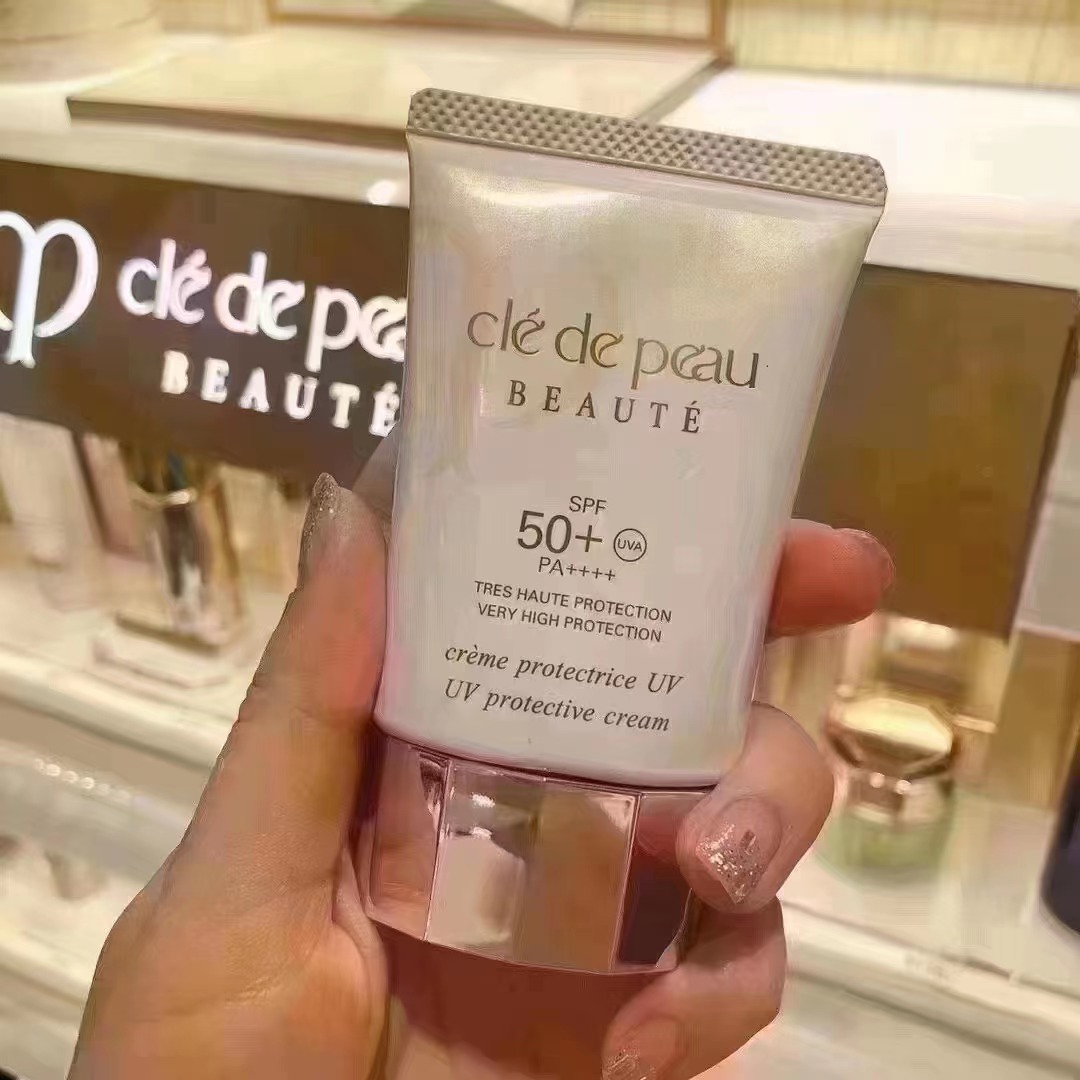 clé de peau
BEAUTÉ
clé de peau
BEAUTÉ
SPF
50+ UVA
PA++++
TRES HAUTE PROTECTION
VERY HIGH PROTECTION
crème protectrice UV
UV protective cream